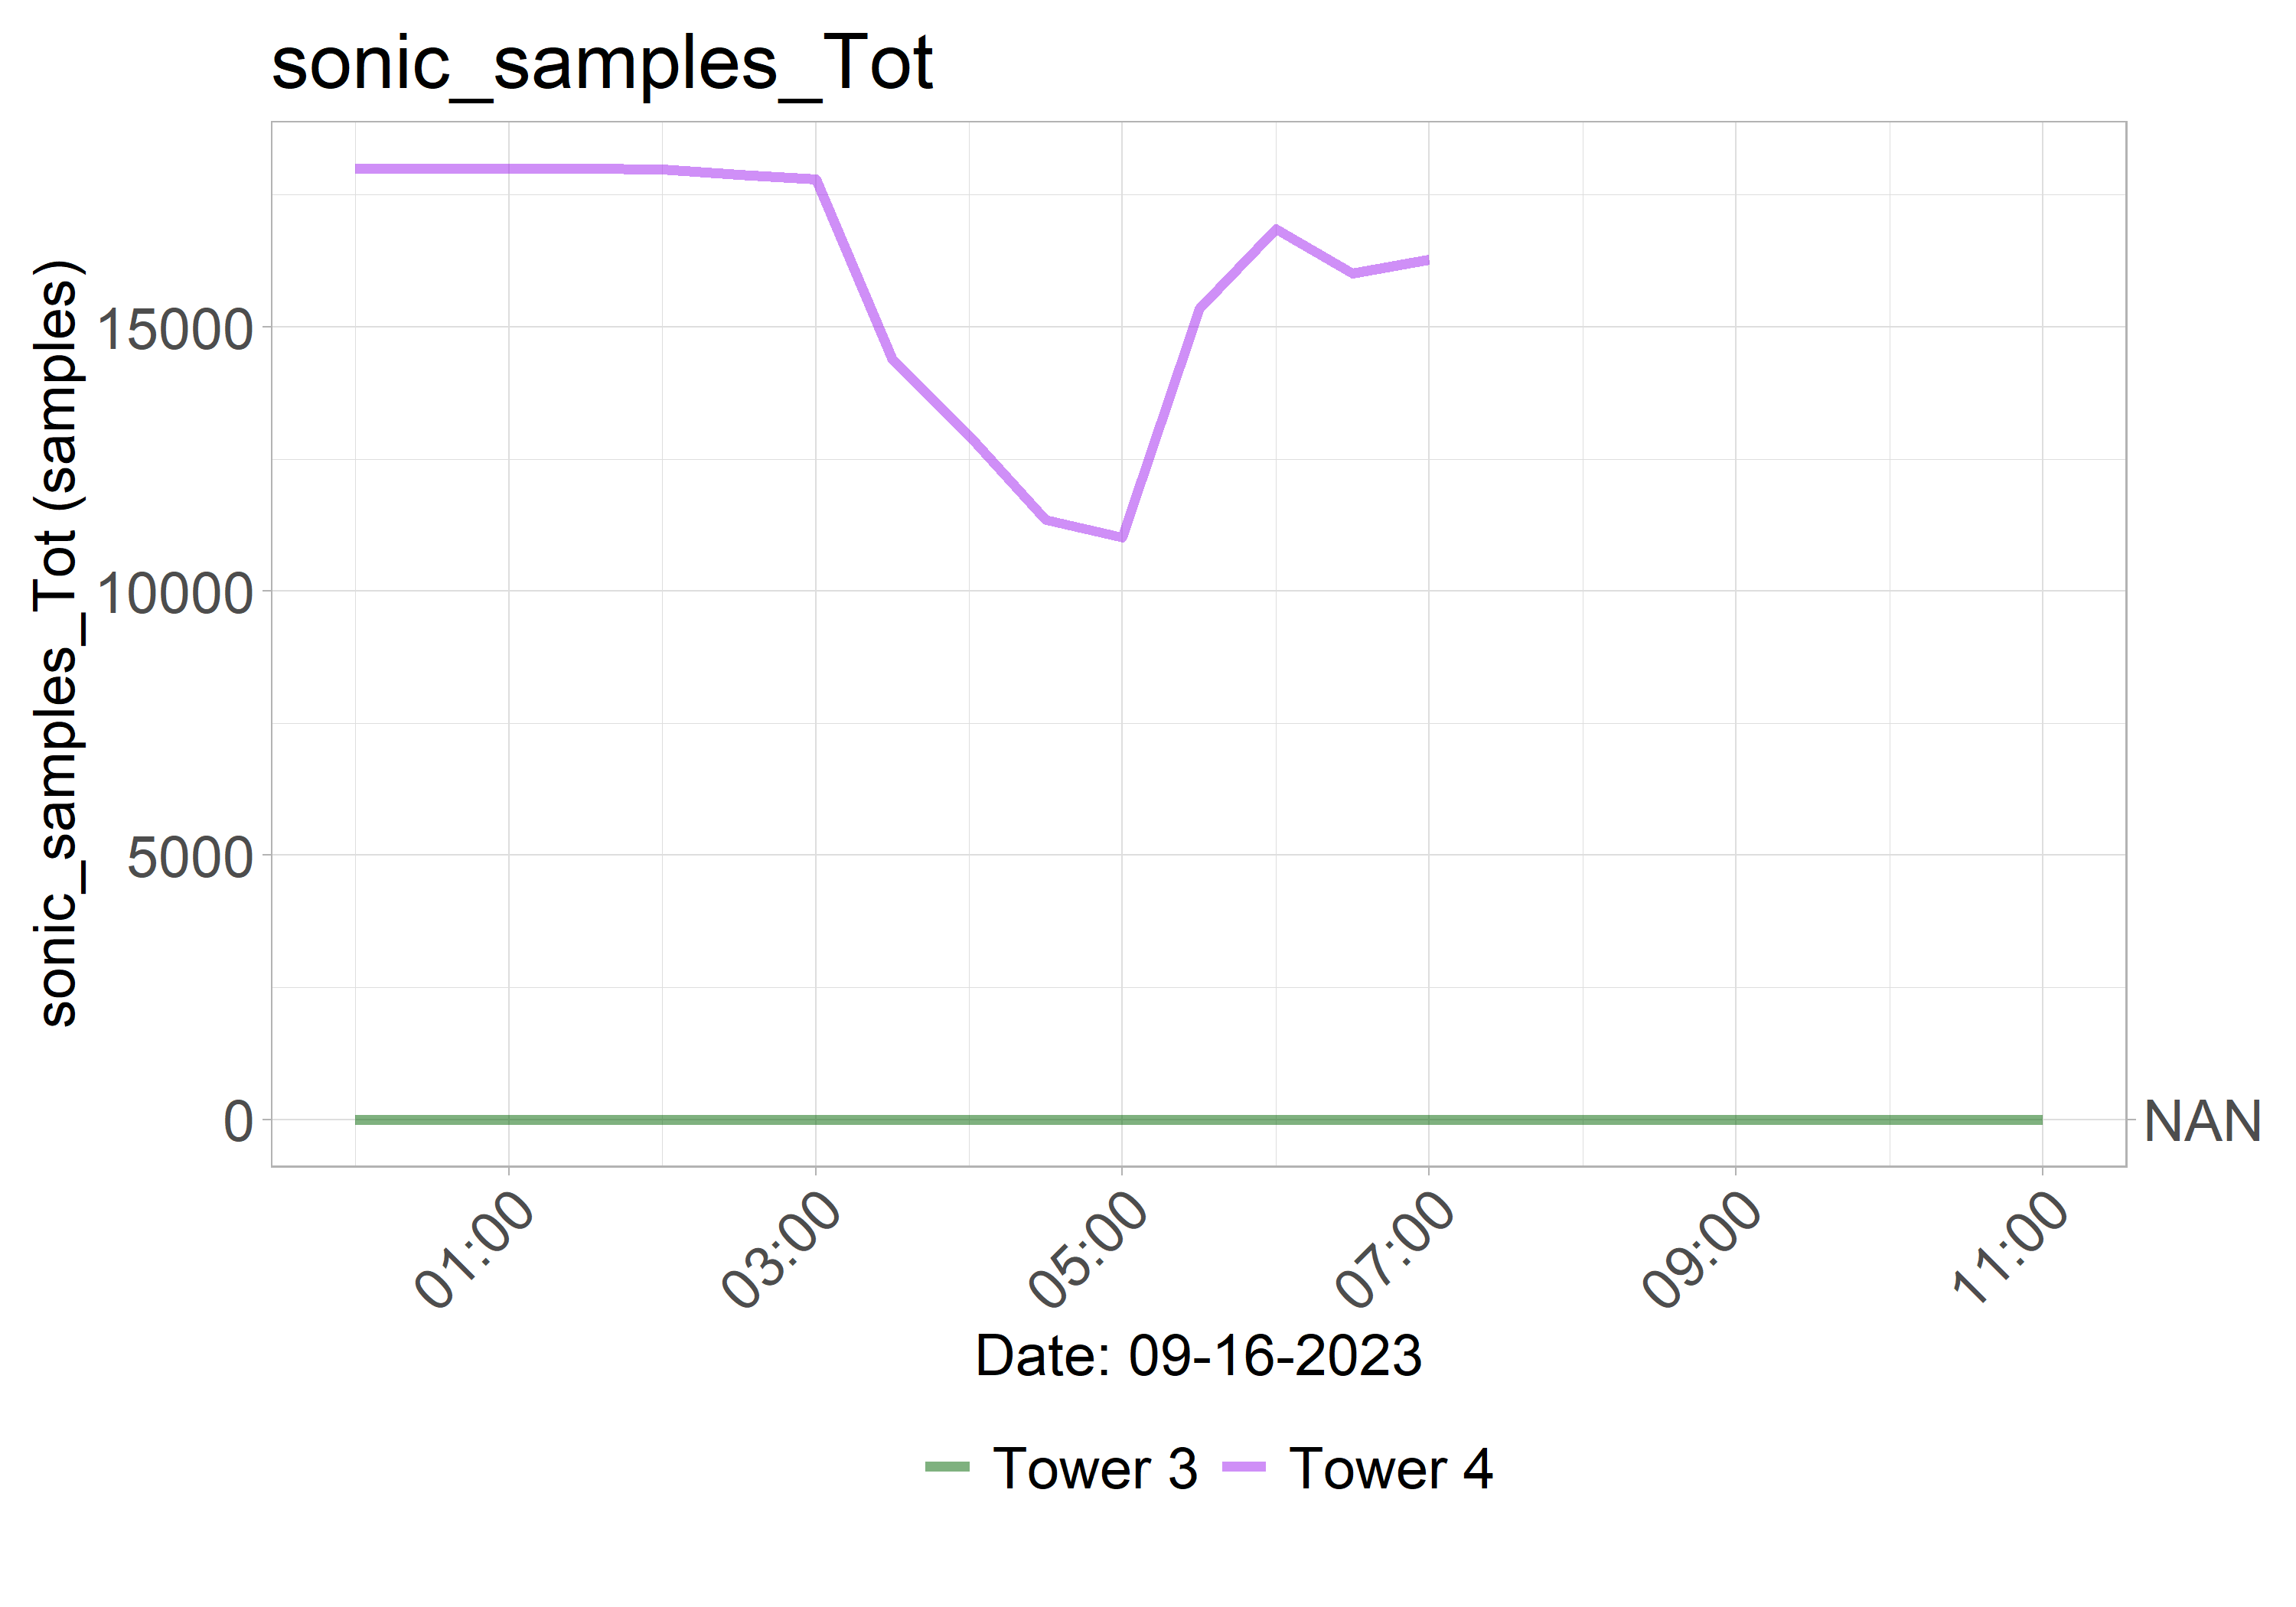 sonic_samples_Tot
sonic_samples_Tot (samples)
15000
10000
5000
0
NAN
01:00
03:00
05:00
07:00
09:00
11:00
Date: 09-16-2023
Tower 3
Tower 4